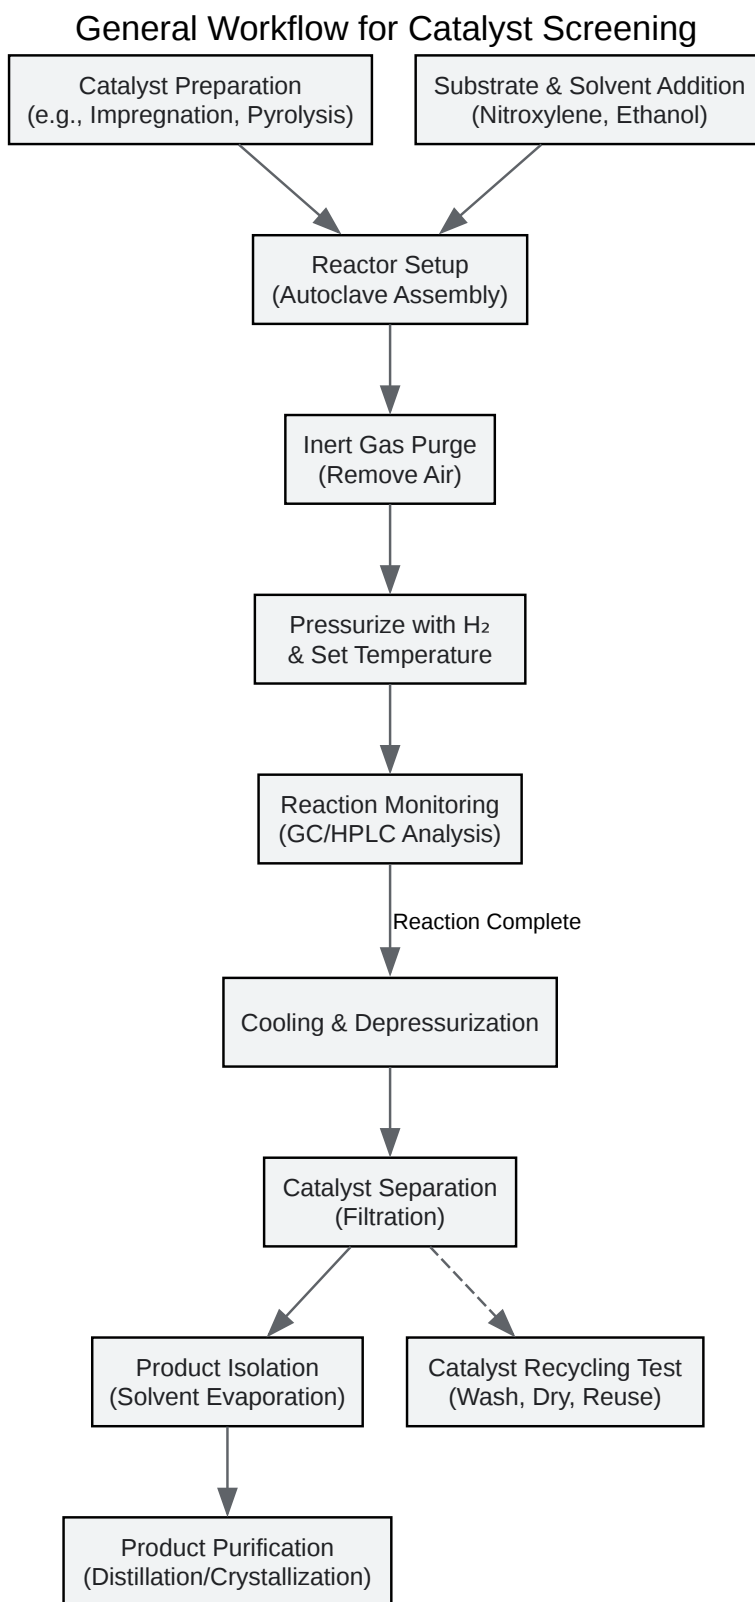 General Workflow for Catalyst Screening
Catalyst Preparation
(e.g., Impregnation, Pyrolysis)
Substrate & Solvent Addition
(Nitroxylene, Ethanol)
Reactor Setup
(Autoclave Assembly)
Inert Gas Purge
(Remove Air)
Pressurize with H₂
& Set Temperature
Reaction Monitoring
(GC/HPLC Analysis)
Reaction Complete
Cooling & Depressurization
Catalyst Separation
(Filtration)
Product Isolation
(Solvent Evaporation)
Catalyst Recycling Test
(Wash, Dry, Reuse)
Product Purification
(Distillation/Crystallization)